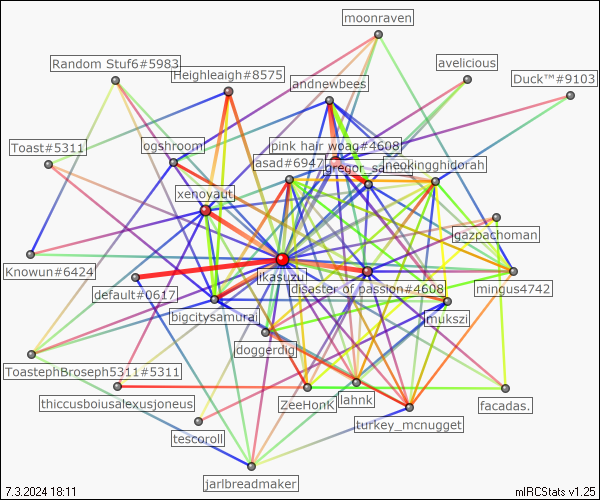 moonraven
Random Stuf6#5983
avelicious
Heighleigh#8575
Duck™#9103
andnewbees
Toast#5311
ogshroom
pink hair woag#4608
asad#6947
gregor_sa
neokingghidorah
xenoyaut
gazpachoman
Knowun#6424
ikasuzui
default#0617
disaster of passion#4608
mingus4742
bigcitysamurai
mukszi
doggerdig
ToastephBroseph5311#5311
thiccusboiusalexusjoneus
ZeeHonK
lahnk
facadas.
turkey_mcnugget
tescoroll
jarlbreadmaker
7.3.2024 18:11
mIRCStats v1.25